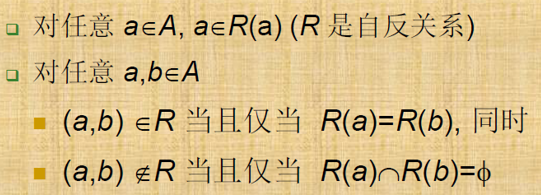 对任意 a∈A, a∈R(a) (R 是自反关系)
对任意 a,b∈A
(a,b) ∈R 当且仅当 R(a)=R(b), 同时
(a,b) ∉R 当且仅当 R(a)∩R(b)=ϕ